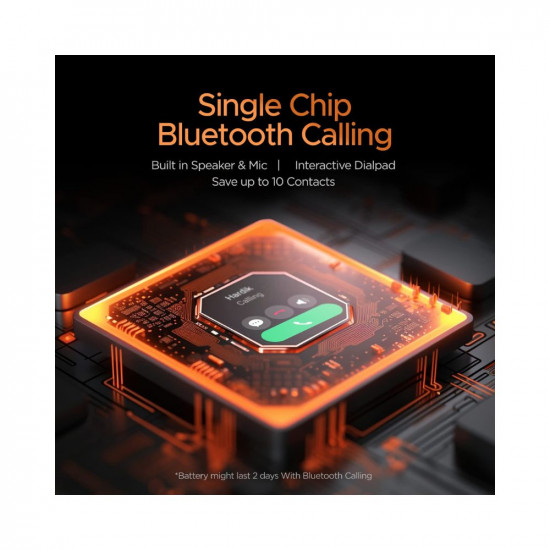 Single Chip
Bluetooth Calling
Built in Speaker & Mic | Interactive Dialpad
Save up to 10 Contacts
Hardik
Calling
*Battery might last 2 days With Bluetooth Calling